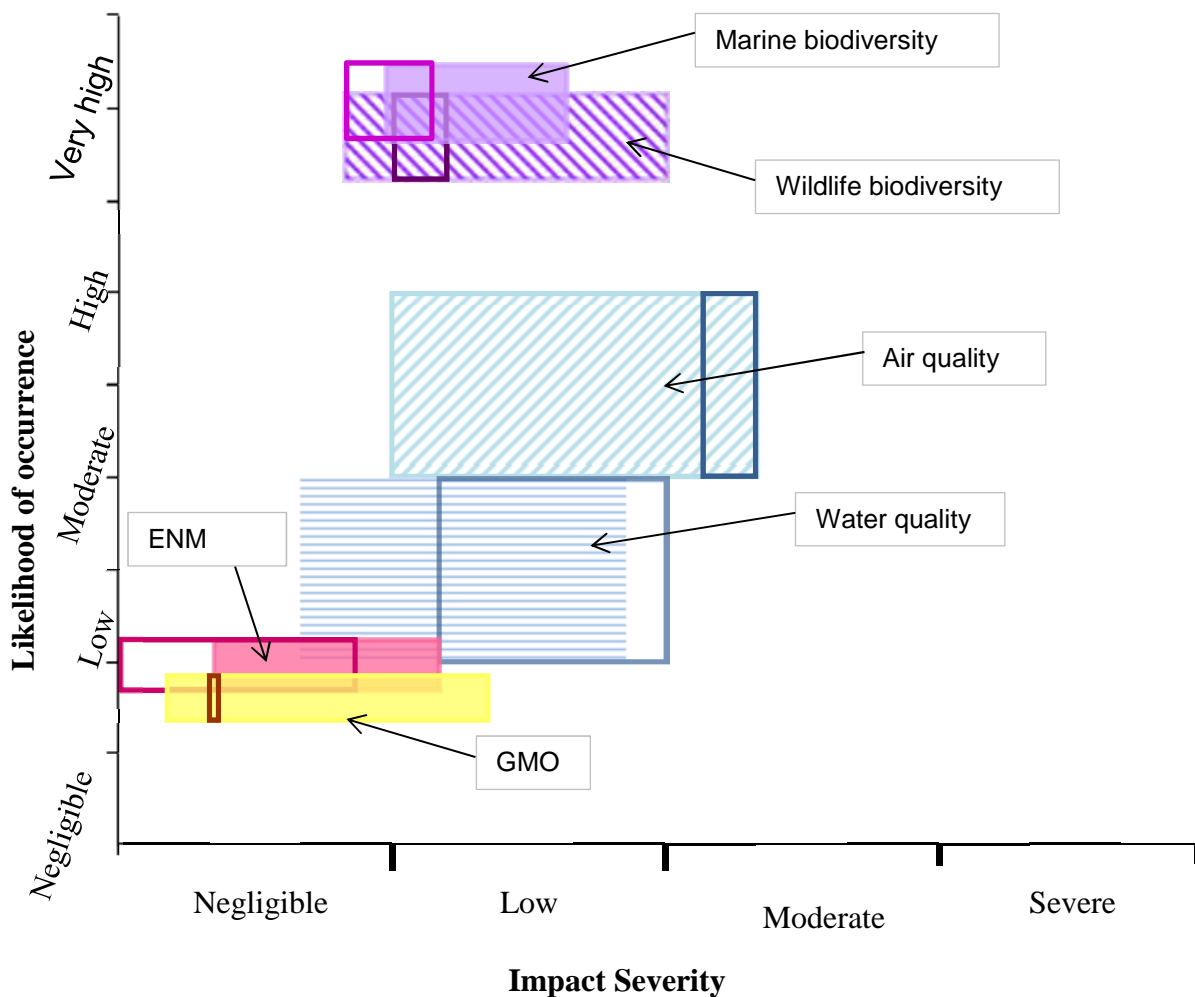 Marine biodiversity
Very high
Wildlife biodiversity
High
Air quality
Likelihood of occurrence
Moderate
Water quality
ENM
Low
GMO
Negligible
Negligible
Low
Moderate
Severe
Impact Severity